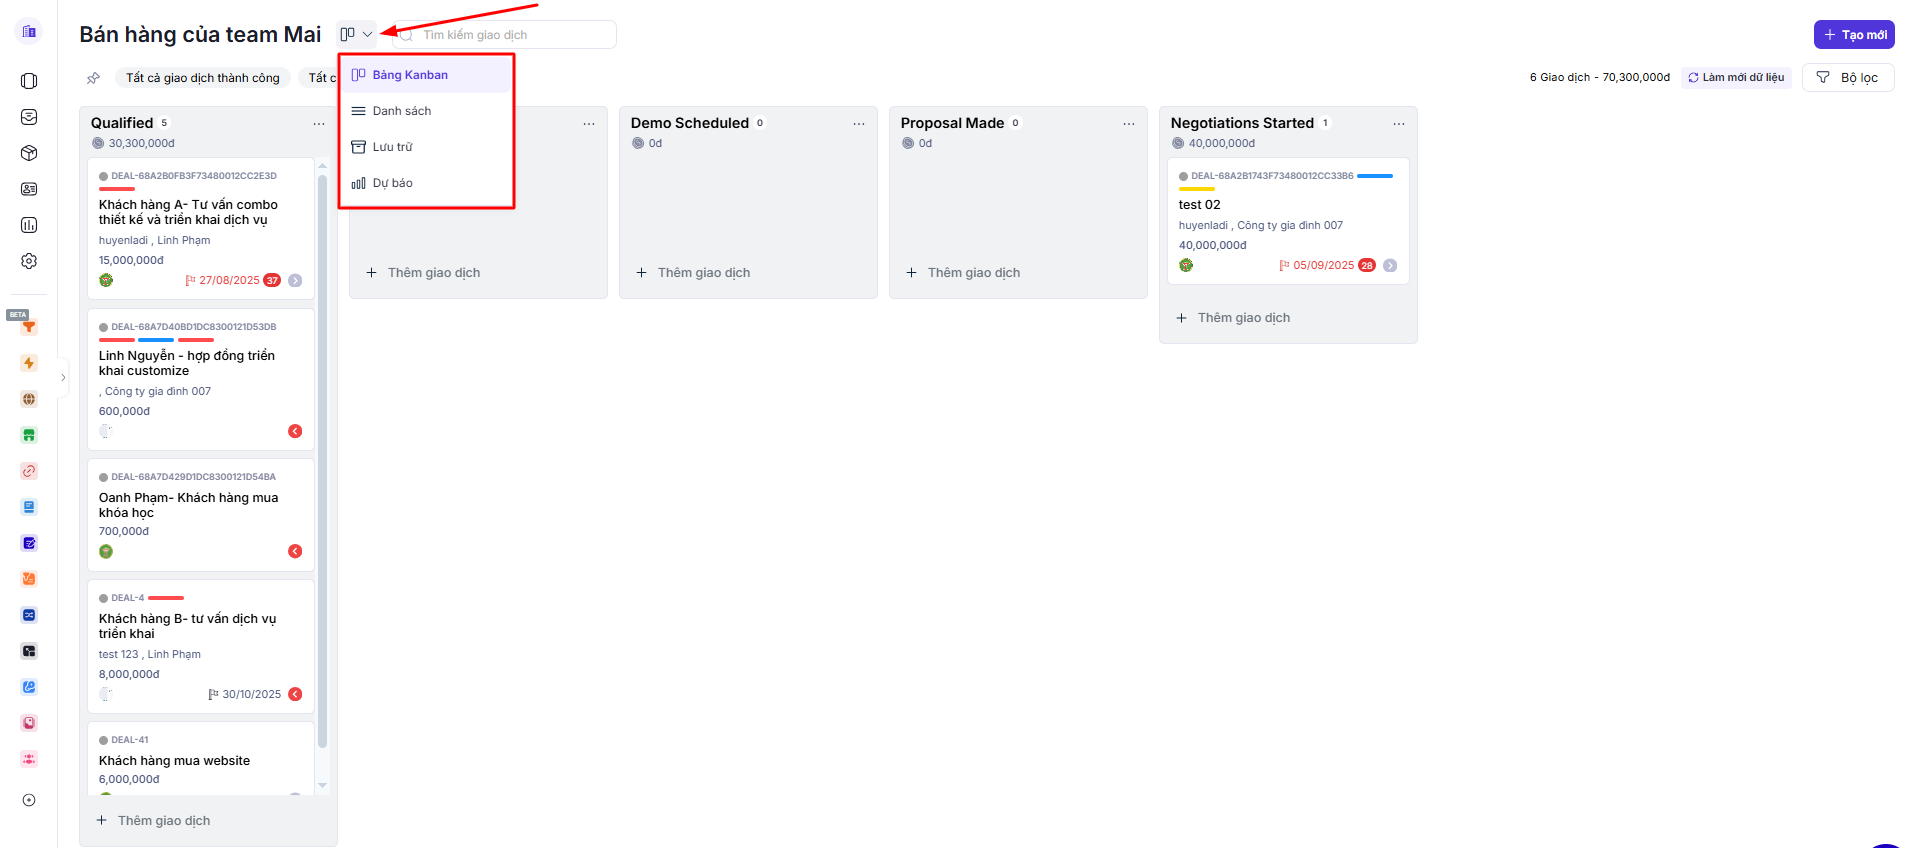 Bán hàng của team Mai
Tìm kiếm giao dịch
Tạo mới
Tất cả giao dịch thành công
Tất c
6 Giao dịch - 70,300,000đ
Làm mới dữ liệu
Bộ lọc
Bảng Kanban
Danh sách
Lưu trữ
Dự báo
BETA
Qualified 5
30,300,000đ
DEAL-68A2B0FB3F73480012CC2E3D
Khách hàng A- Tư vấn combo
thiết kế và triển khai dịch vụ
huyenladi , Linh Phạm
15,000,000đ
27/08/2025 37
DEAL-68A7D40BD1DC8300121D53DB
Linh Nguyễn - hợp đồng triển
khai customize
, Công ty gia đình 007
600,000đ
DEAL-68A7D429D1DC8300121D54BA
Oanh Phạm- Khách hàng mua
khóa học
700,000đ
DEAL-4
Khách hàng B- tư vấn dịch vụ
triển khai
test 123 , Linh Phạm
8,000,000đ
30/10/2025
DEAL-41
Khách hàng mua website
6,000,000đ
Thêm giao dịch
Thêm giao dịch
Demo Scheduled 0
0đ
Thêm giao dịch
Proposal Made 0
0đ
Thêm giao dịch
Negotiations Started 1
40,000,000đ
DEAL-68A2B1743F73480012CC33B6
test 02
huyenladi , Công ty gia đình 007
40,000,000đ
05/09/2025 28
Thêm giao dịch